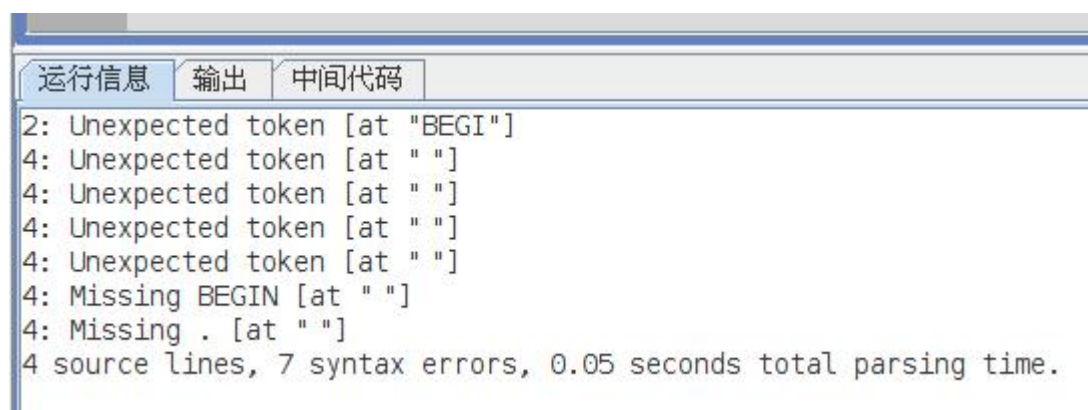 运行信息 输出 中间代码
2: Unexpected token [at "BEGI"]
4: Unexpected token [at " "]
4: Unexpected token [at " "]
4: Unexpected token [at " "]
4: Unexpected token [at " "]
4: Missing BEGIN [at " "]
4: Missing . [at " "]
4 source lines, 7 syntax errors, 0.05 seconds total parsing time.